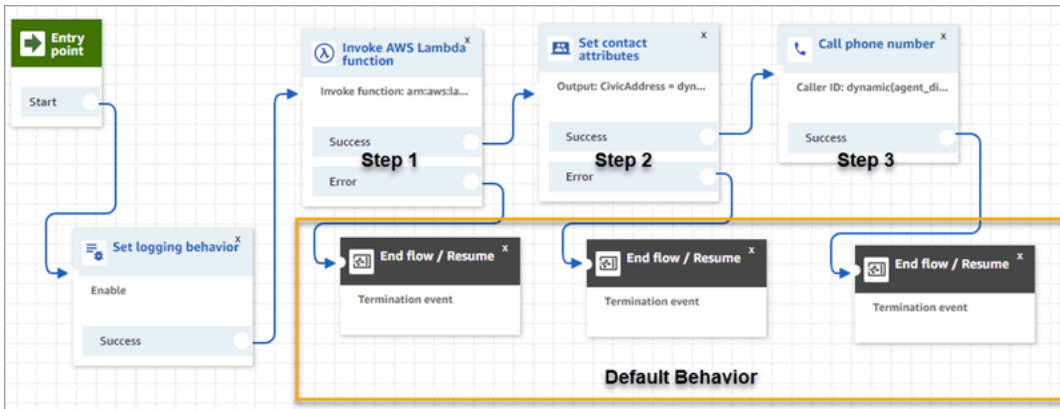 Entry
point
Start
Set logging behavior
x
Enable
Success
Invoke AWS Lambda
function
x
Invoke function: arn:aws:la...
Success
Step 1
Error
Set contact
attributes
x
Output: CivicAddress = dyn...
Success
Step 2
Error
Call phone number
x
Caller ID: dynamic(agent_di...
Success
Step 3
End flow / Resume
x
Termination event
End flow / Resume
x
Termination event
End flow / Resume
x
Termination event
Default Behavior